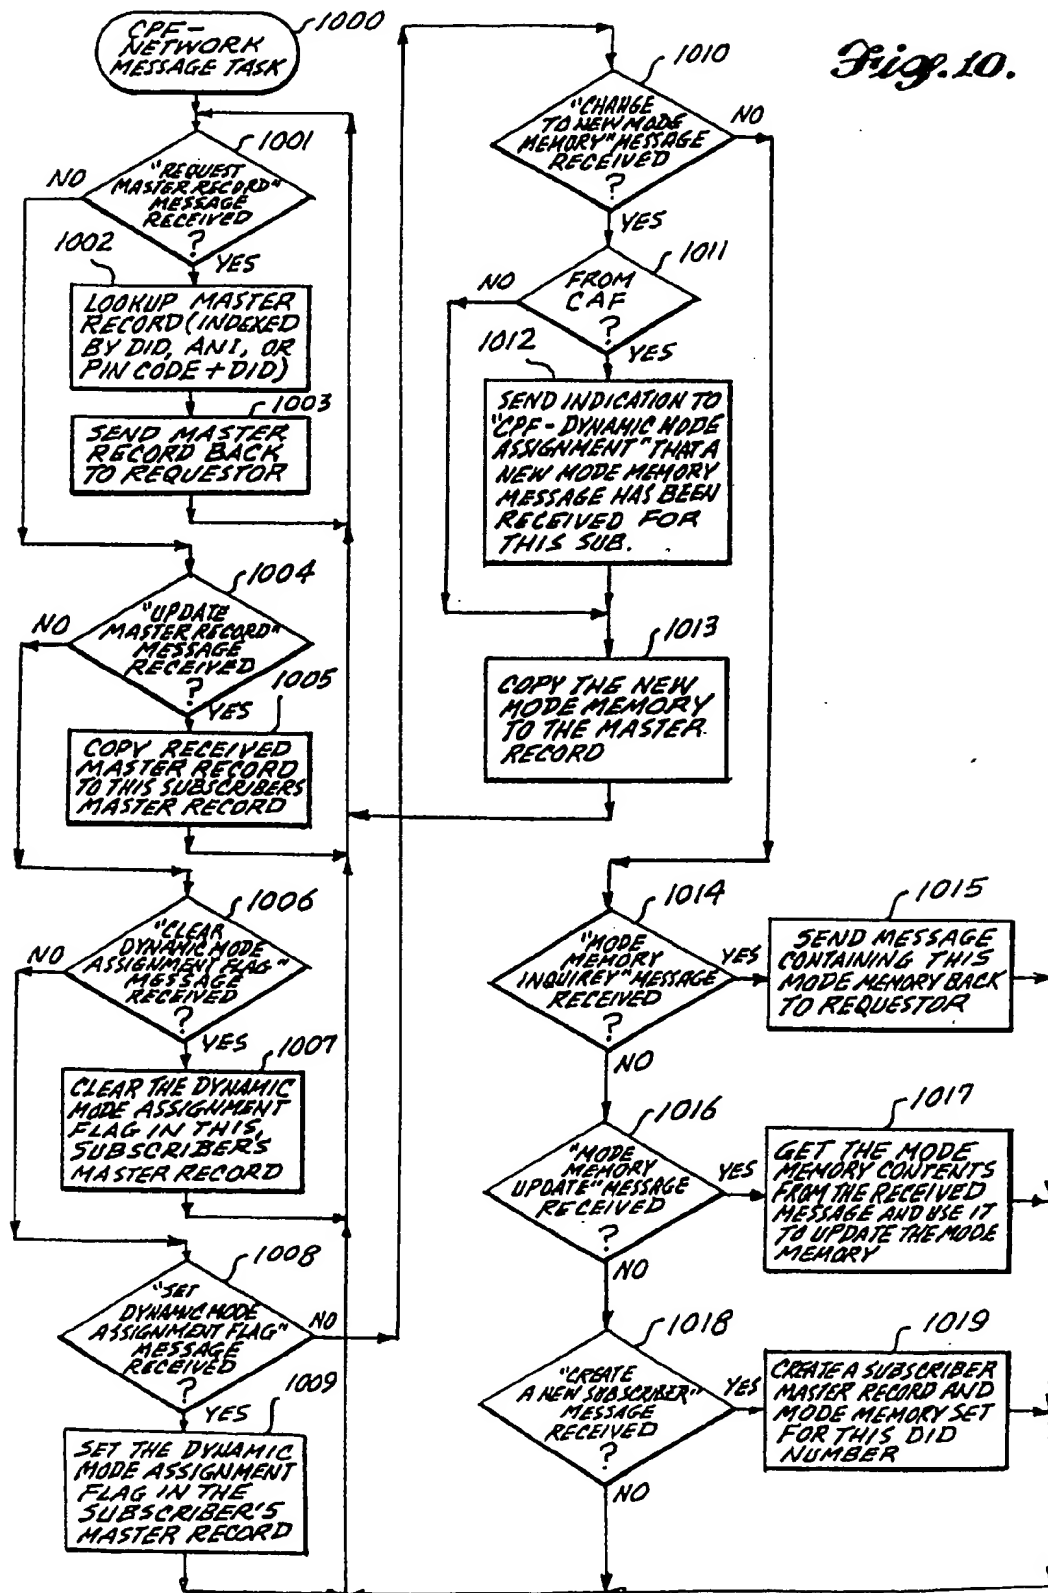 Fig. 10.
CPF-
NETWORK
MESSAGE TASK
1000
1001
"REQUEST
MASTER RECORD"
MESSAGE
RECEIVED
?
NO
YES
1002
LOOKUP MASTER
RECORD (INDEXED
BY DID, ANI, OR
PIN CODE + DID)
1003
SEND MASTER
RECORD BACK
TO REQUESTOR
1004
"UPDATE
MASTER RECORD"
MESSAGE
RECEIVED
?
NO
YES
1005
COPY RECEIVED
MASTER RECORD
TO THIS SUBSCRIBERS
MASTER RECORD
1006
"CLEAR
DYNAMIC MODE
ASSIGNMENT FLAG"
MESSAGE
RECEIVED
?
NO
YES
1007
CLEAR THE DYNAMIC
MODE ASSIGNMENT
FLAG IN THIS,
SUBSCRIBER'S
MASTER RECORD
1008
"SET
DYNAMIC MODE
ASSIGNMENT FLAG"
MESSAGE
RECEIVED
?
NO
YES
1009
SET THE DYNAMIC
MODE ASSIGNMENT
FLAG IN THE
SUBSCRIBER'S
MASTER RECORD
1010
"CHANGE
TO NEW MODE
MEMORY" MESSAGE
RECEIVED
?
NO
YES
1011
FROM
CAF
?
NO
YES
1012
SEND INDICATION TO
"CPF-DYNAMIC MODE
ASSIGNMENT" THAT A
NEW MODE MEMORY
MESSAGE HAS BEEN
RECEIVED FOR
THIS SUB.
1013
COPY THE NEW
MODE MEMORY
TO THE MASTER
RECORD
1014
"MODE
MEMORY
INQUIREY" MESSAGE
RECEIVED
?
YES
NO
1015
SEND MESSAGE
CONTAINING THIS
MODE MEMORY BACK
TO REQUESTOR
1016
"MODE
MEMORY
UPDATE" MESSAGE
RECEIVED
?
YES
NO
1017
GET THE MODE
MEMORY CONTENTS
FROM THE RECEIVED
MESSAGE AND USE IT
TO UPDATE THE MODE
MEMORY
1018
"CREATE
A NEW SUBSCRIBER"
MESSAGE
RECEIVED
?
YES
NO
1019
CREATE A SUBSCRIBER
MASTER RECORD AND
MODE MEMORY SET
FOR THIS DID
NUMBER